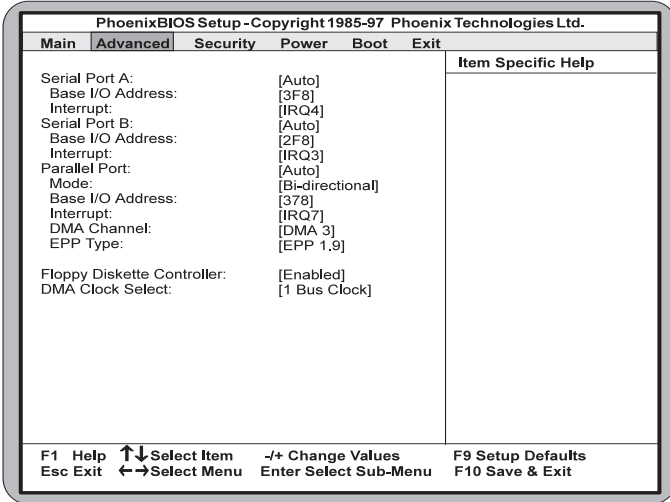 PhoenixBIOS Setup - Copyright 1985-97 Phoenix Technologies Ltd.
Main Advanced Security Power Boot Exit
Item Specific Help
Serial Port A: [Auto]
Base I/O Address: [3F8]
Interrupt: [IRQ4]
Serial Port B: [Auto]
Base I/O Address: [2F8]
Interrupt: [IRQ3]
Parallel Port: [Auto]
Mode: [Bi-directional]
Base I/O Address: [378]
Interrupt: [IRQ7]
DMA Channel: [DMA 3]
EPP Type: [EPP 1.9]
Floppy Diskette Controller: [Enabled]
DMA Clock Select: [1 Bus Clock]
F1 Help ↑↓Select Item -/+ Change Values F9 Setup Defaults
Esc Exit ←→Select Menu Enter Select Sub-Menu F10 Save & Exit